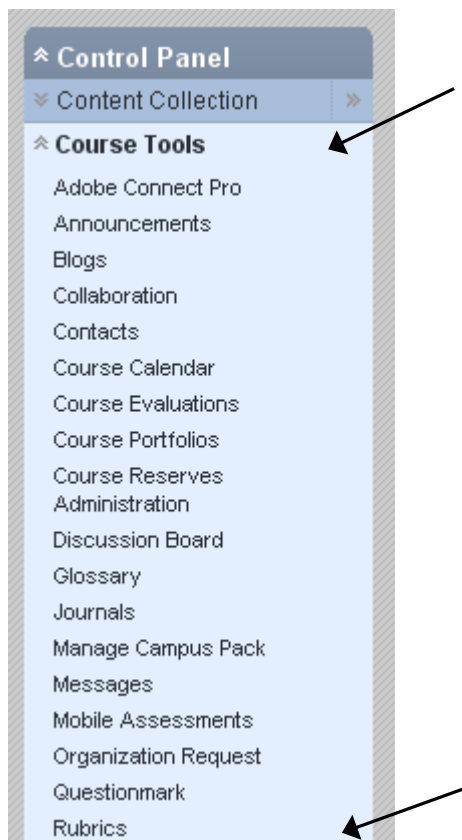 Control Panel
Content Collection
Course Tools
Adobe Connect Pro
Announcements
Blogs
Collaboration
Contacts
Course Calendar
Course Evaluations
Course Portfolios
Course Reserves
Administration
Discussion Board
Glossary
Journals
Manage Campus Pack
Messages
Mobile Assessments
Organization Request
Questionmark
Rubrics